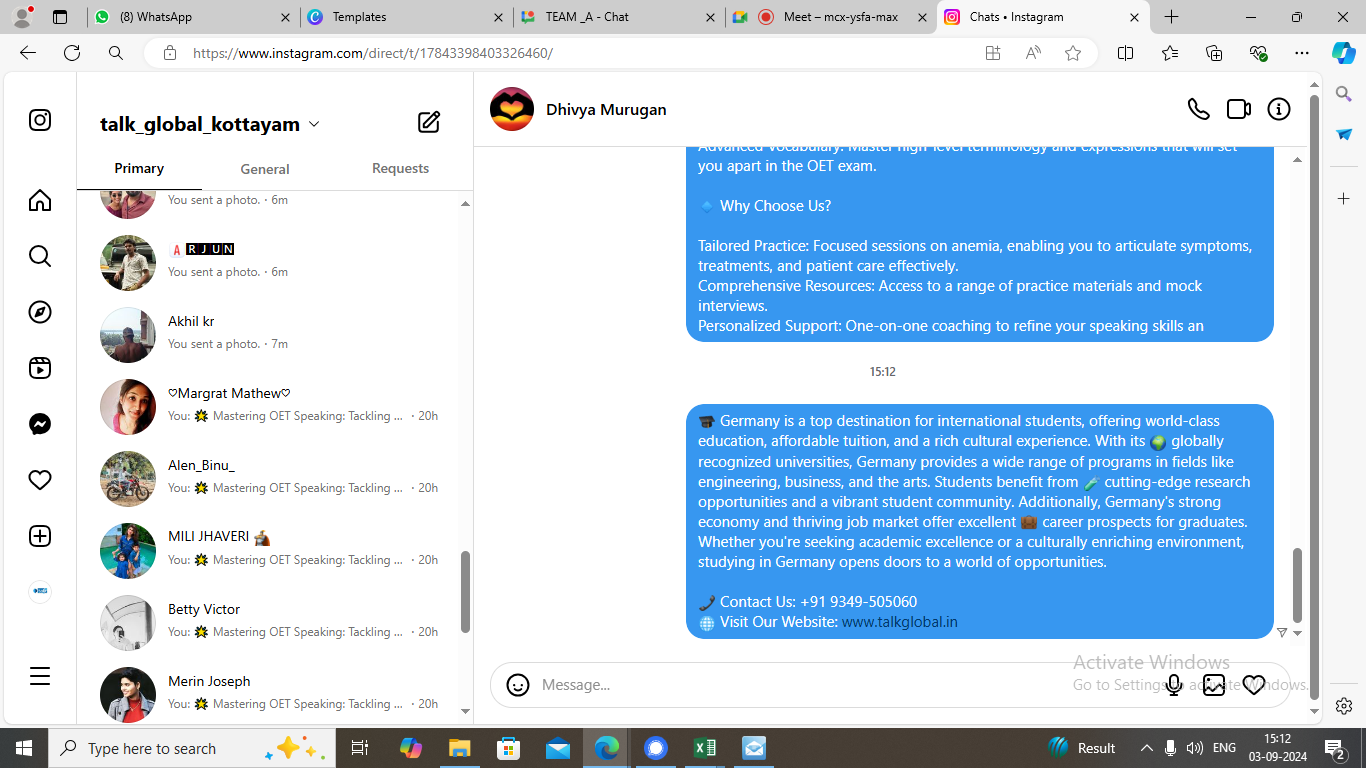 (8) WhatsApp
Templates
TEAM _A - Chat
Meet – mcx-ysfa-max
Chats • Instagram
https://www.instagram.com/direct/t/17843398403326460/
talk_global_kottayam
Primary
General
Requests
You sent a photo. · 6m
A R J U N
You sent a photo. · 6m
Akhil kr
You sent a photo. · 7m
♡Margrat Mathew♡
You: 💥 Mastering OET Speaking: Tackling ... · 20h
Alen_Binu_
You: 💥 Mastering OET Speaking: Tackling ... · 20h
MILI JHAVERI
You: 💥 Mastering OET Speaking: Tackling ... · 20h
Betty Victor
You: 💥 Mastering OET Speaking: Tackling ... · 20h
Merin Joseph
You: 💥 Mastering OET Speaking: Tackling ... · 20h
Dhivya Murugan
Advanced Vocabulary: Master high-level terminology and expressions that will set
you apart in the OET exam.
🔹 Why Choose Us?
Tailored Practice: Focused sessions on anemia, enabling you to articulate symptoms,
treatments, and patient care effectively.
Comprehensive Resources: Access to a range of practice materials and mock
interviews.
Personalized Support: One-on-one coaching to refine your speaking skills an
15:12
🎓 Germany is a top destination for international students, offering world-class
education, affordable tuition, and a rich cultural experience. With its 🌍 globally
recognized universities, Germany provides a wide range of programs in fields like
engineering, business, and the arts. Students benefit from 🧪 cutting-edge research
opportunities and a vibrant student community. Additionally, Germany's strong
economy and thriving job market offer excellent 💼 career prospects for graduates.
Whether you're seeking academic excellence or a culturally enriching environment,
studying in Germany opens doors to a world of opportunities.
📞 Contact Us: +91 9349-505060
🌐 Visit Our Website: www.talkglobal.in
Message...
Activate Windows
Go to Settings to activate Windows.
Type here to search
Result
ENG
15:12
03-09-2024
2